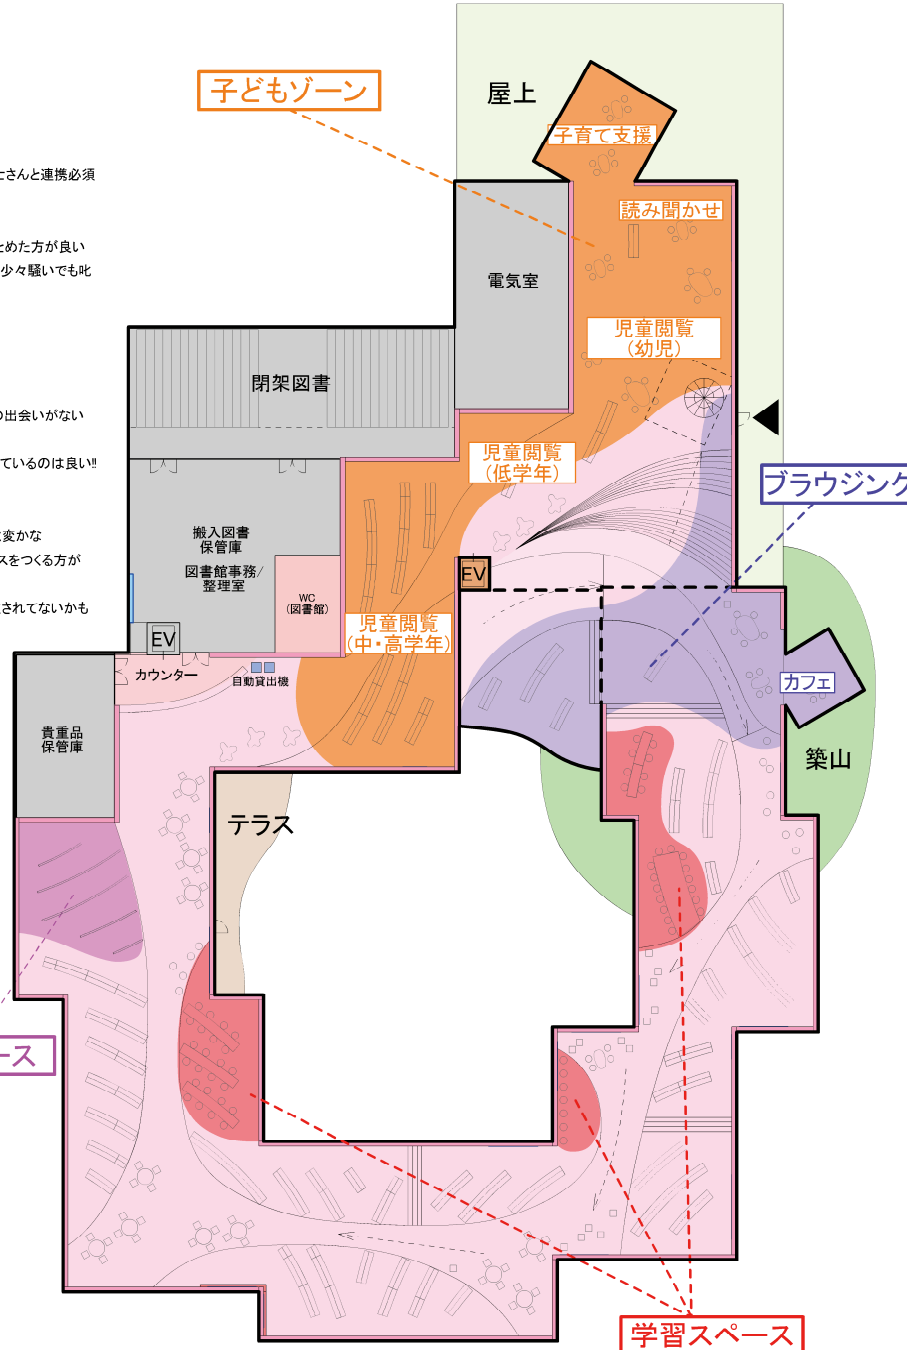 子どもゾーン
屋上
子育て支援
士さんと連携必須
読み聞かせ
とめた方が良い
少々騒いでも叱
電気室
児童閲覧
(幼児)
閉架図書
の出会いがない
児童閲覧
(低学年)
ているのは良い!!
ブラウジング
搬入図書
保管庫
図書館事務/
整理室
に変かな
スをつくる方が
EV
WC
(図書館)
されてないかも
児童閲覧
(中・高学年)
EV
カウンター
自動貸出機
カフェ
貴重品
保管庫
築山
テラス
ース
学習スペース